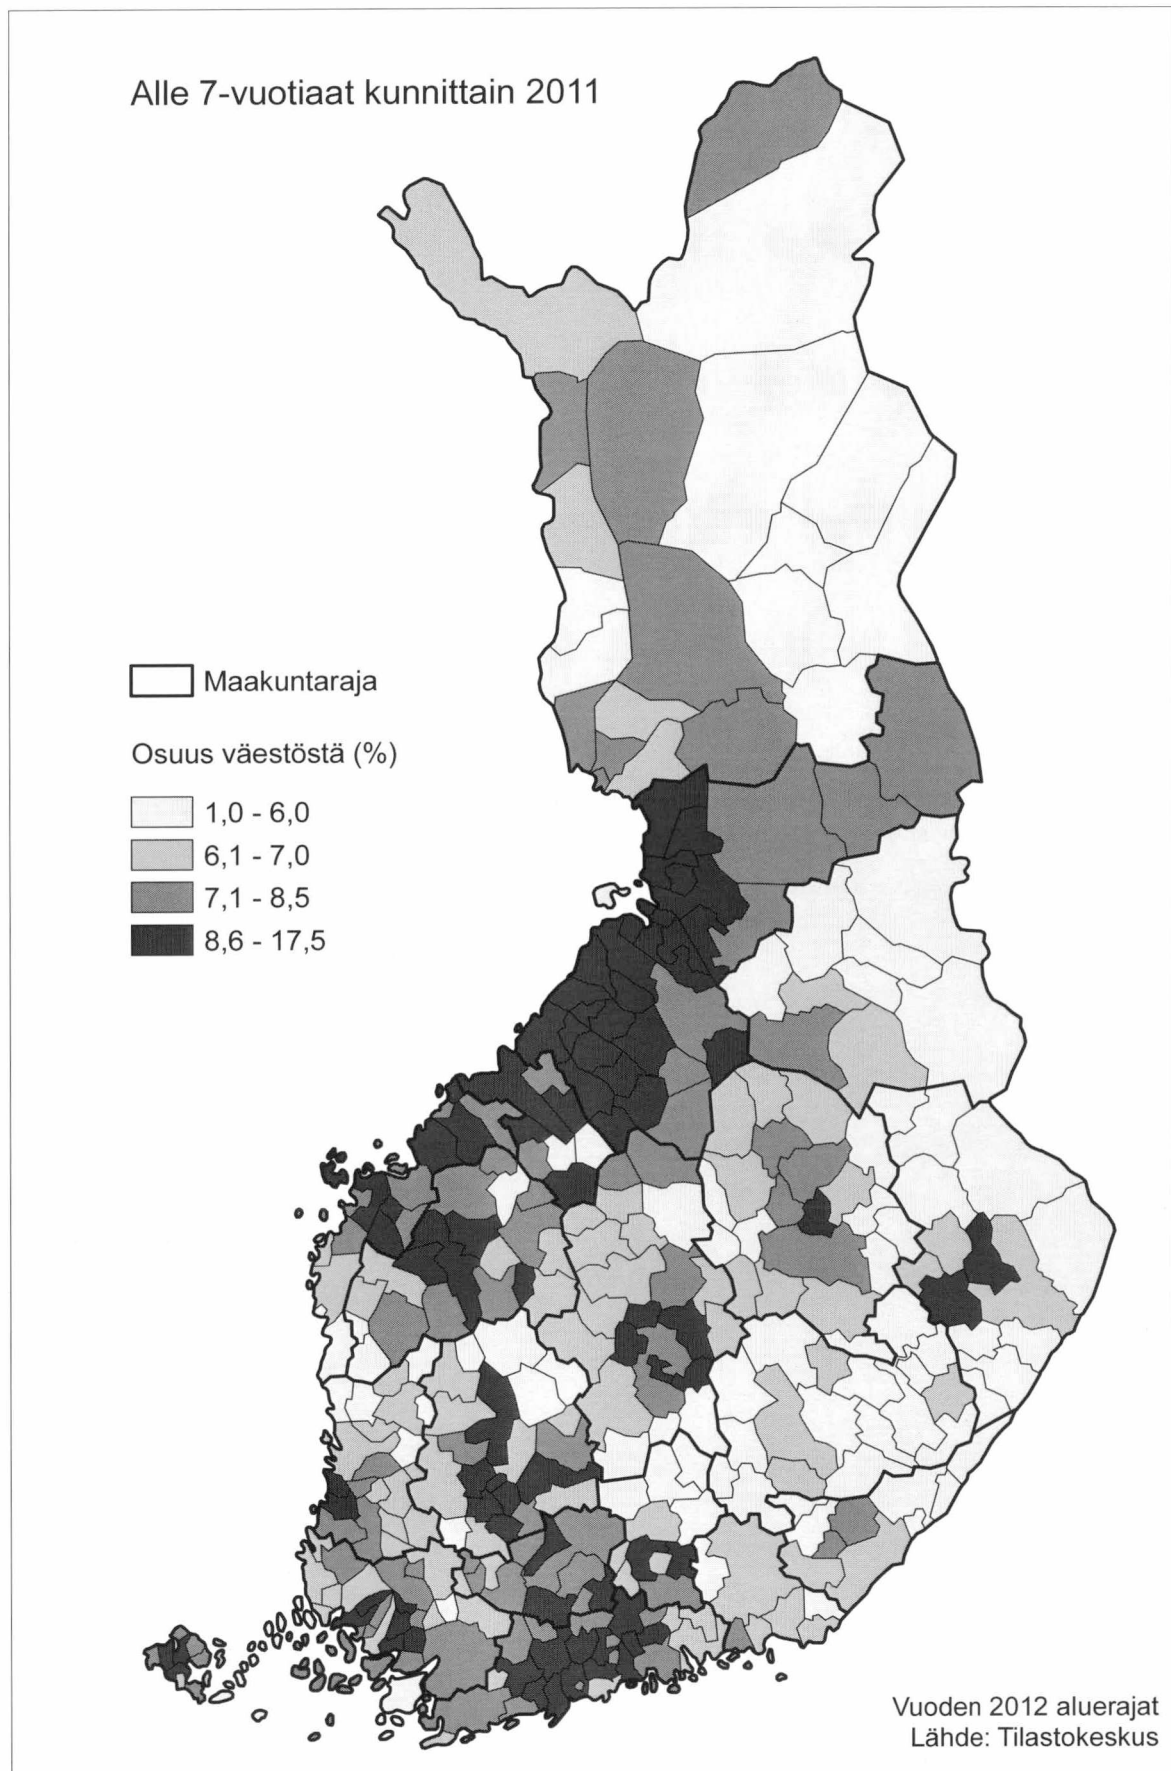 Alle 7-vuotiaat kunnittain 2011
Maakuntaraja
Osuus väestöstä (%)
1,0 - 6,0
6,1 - 7,0
7,1 - 8,5
8,6 - 17,5
Vuoden 2012 aluerajat
Lähde: Tilastokeskus